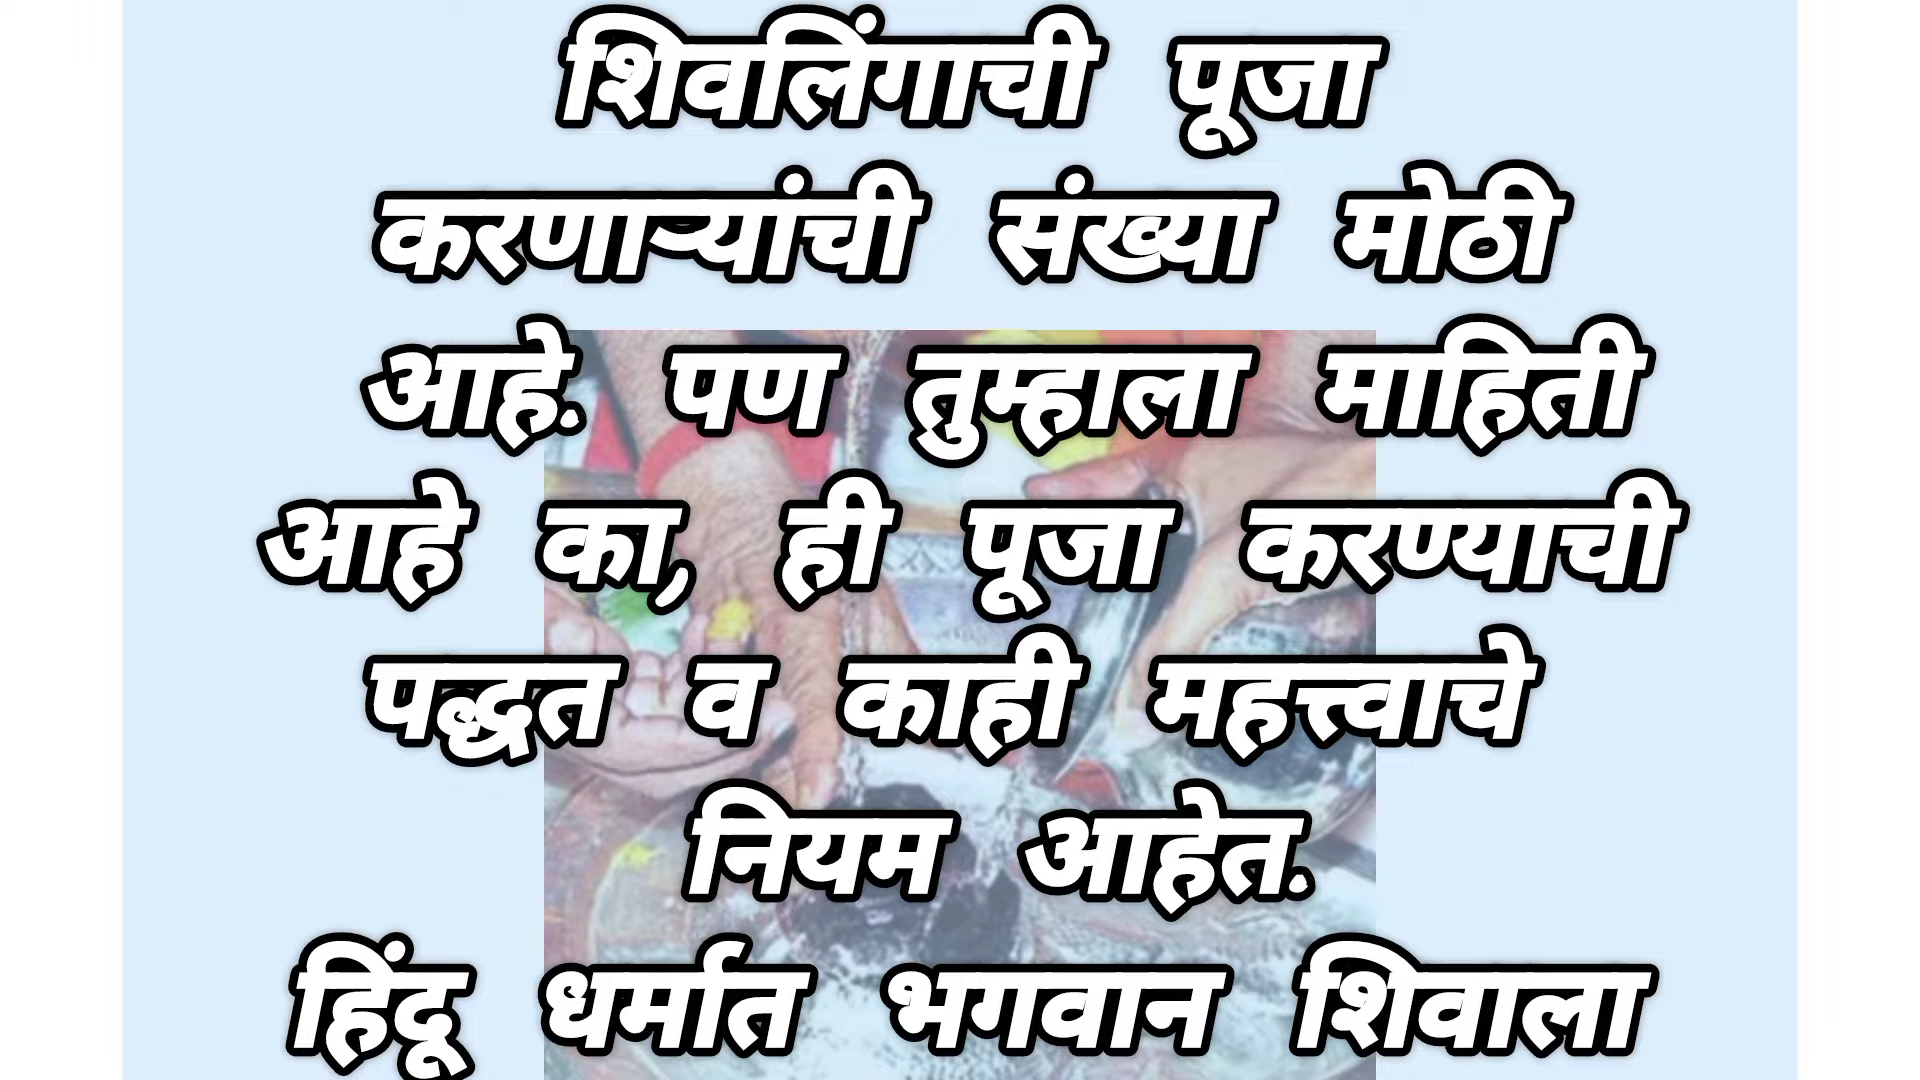 शिवलिंगाची पूजा
करणाऱ्यांची संख्या मोठी
आहे. पण तुम्हाला माहिती
आहे का, ही पूजा करण्याची
पद्धत व काही महत्त्वाचे
नियम आहेत.
हिंदू धर्मात भगवान शिवाला